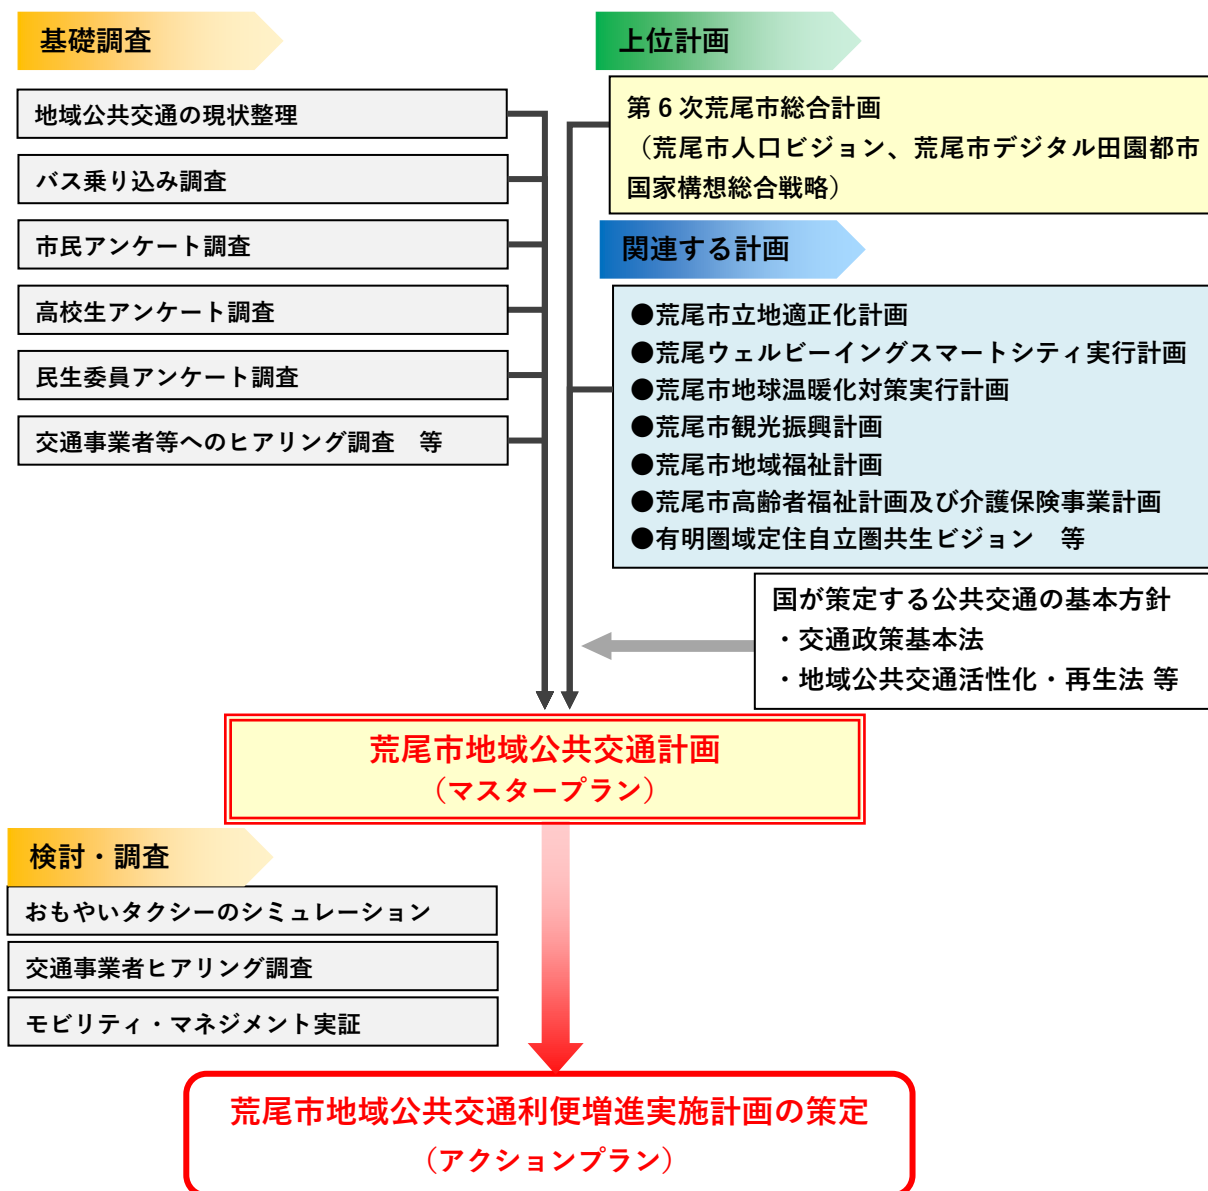 基礎調査
地域公共交通の現状整理
バス乗り込み調査
市民アンケート調査
高校生アンケート調査
民生委員アンケート調査
交通事業者等へのヒアリング調査　等
上位計画
第6次荒尾市総合計画
（荒尾市人口ビジョン、荒尾市デジタル田園都市
国家構想総合戦略）
関連する計画
●荒尾市立地適正化計画
●荒尾ウェルビーイングスマートシティ実行計画
●荒尾市地球温暖化対策実行計画
●荒尾市観光振興計画
●荒尾市地域福祉計画
●荒尾市高齢者福祉計画及び介護保険事業計画
●有明圏域定住自立圏共生ビジョン　等
国が策定する公共交通の基本方針
・交通政策基本法
・地域公共交通活性化・再生法 等
荒尾市地域公共交通計画
（マスタープラン）
検討・調査
おもやいタクシーのシミュレーション
交通事業者ヒアリング調査
モビリティ・マネジメント実証
荒尾市地域公共交通利便増進実施計画の策定
（アクションプラン）